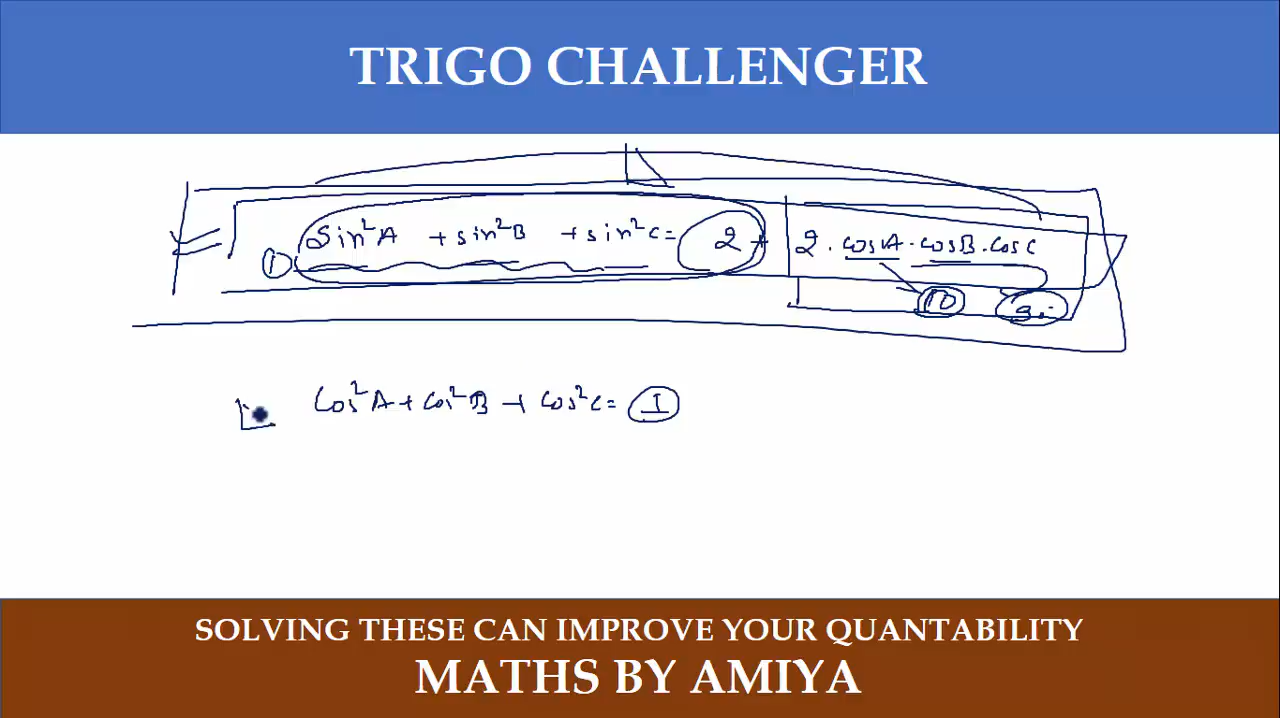 TRIGO CHALLENGER
① Sin²A + sin²B + sin²C = 2 + 2 · cosA · cosB · cosC
Cos²A + Cos²B + Cos²C = 1
SOLVING THESE CAN IMPROVE YOUR QUANTABILITY
MATHS BY AMIYA